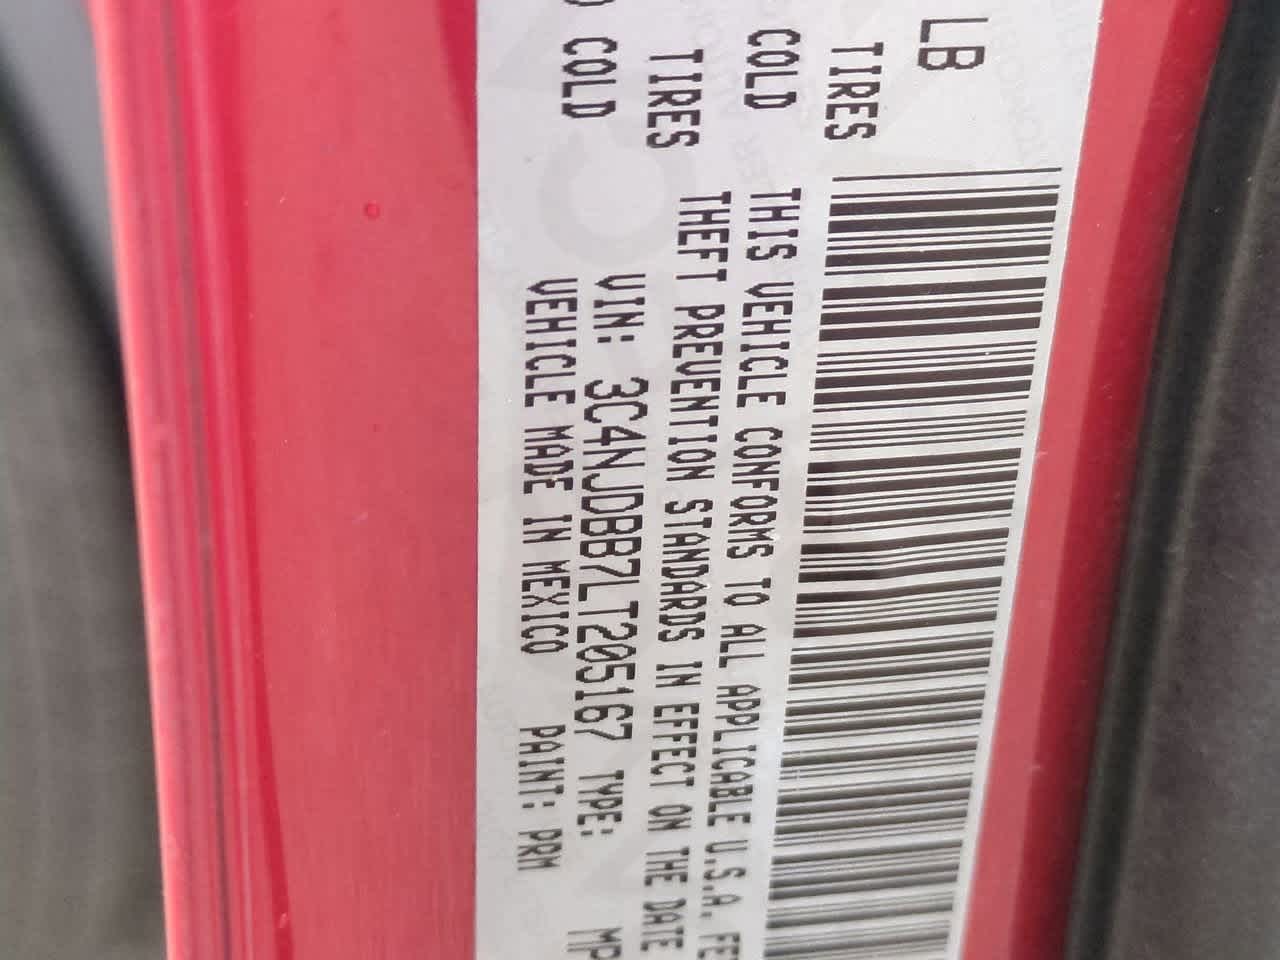 LB
TIRES
COLD
TIRES
COLD
THIS VEHICLE CONFORMS TO ALL APPLICABLE U.S.A. FE
THEFT PREVENTION STANDARDS IN EFFECT ON THE DATE
VIN: 3C4NJDBB7LT205167 TYPE: MP
VEHICLE MADE IN MEXICO PAINT: PRM